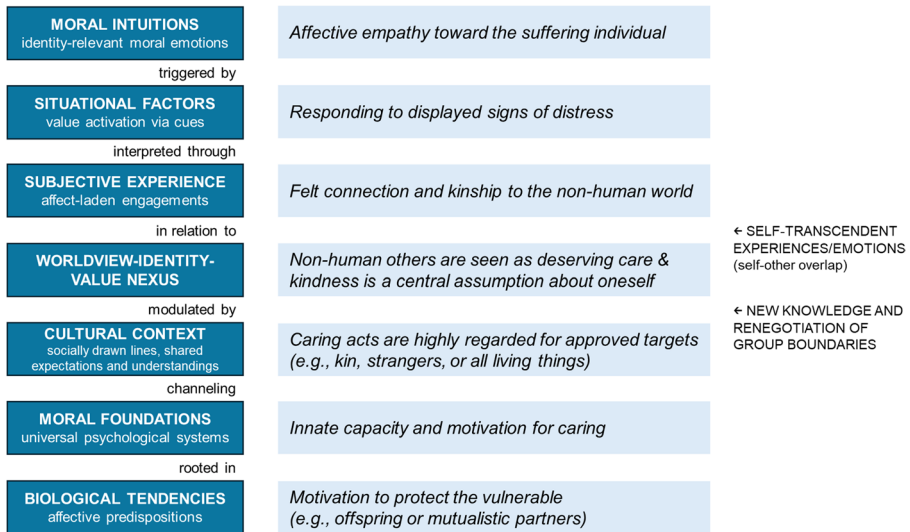 MORAL INTUITIONS
identity-relevant moral emotions
Affective empathy toward the suffering individual
triggered by
SITUATIONAL FACTORS
value activation via cues
Responding to displayed signs of distress
interpreted through
SUBJECTIVE EXPERIENCE
affect-laden engagements
Felt connection and kinship to the non-human world
in relation to
← SELF-TRANSCENDENT
EXPERIENCES/EMOTIONS
(self-other overlap)
WORLDVIEW-IDENTITY-
VALUE NEXUS
Non-human others are seen as deserving care &
kindness is a central assumption about oneself
modulated by
← NEW KNOWLEDGE AND
RENEGOTIATION OF
GROUP BOUNDARIES
CULTURAL CONTEXT
socially drawn lines, shared
expectations and understandings
Caring acts are highly regarded for approved targets
(e.g., kin, strangers, or all living things)
channeling
MORAL FOUNDATIONS
universal psychological systems
Innate capacity and motivation for caring
rooted in
BIOLOGICAL TENDENCIES
affective predispositions
Motivation to protect the vulnerable
(e.g., offspring or mutualistic partners)